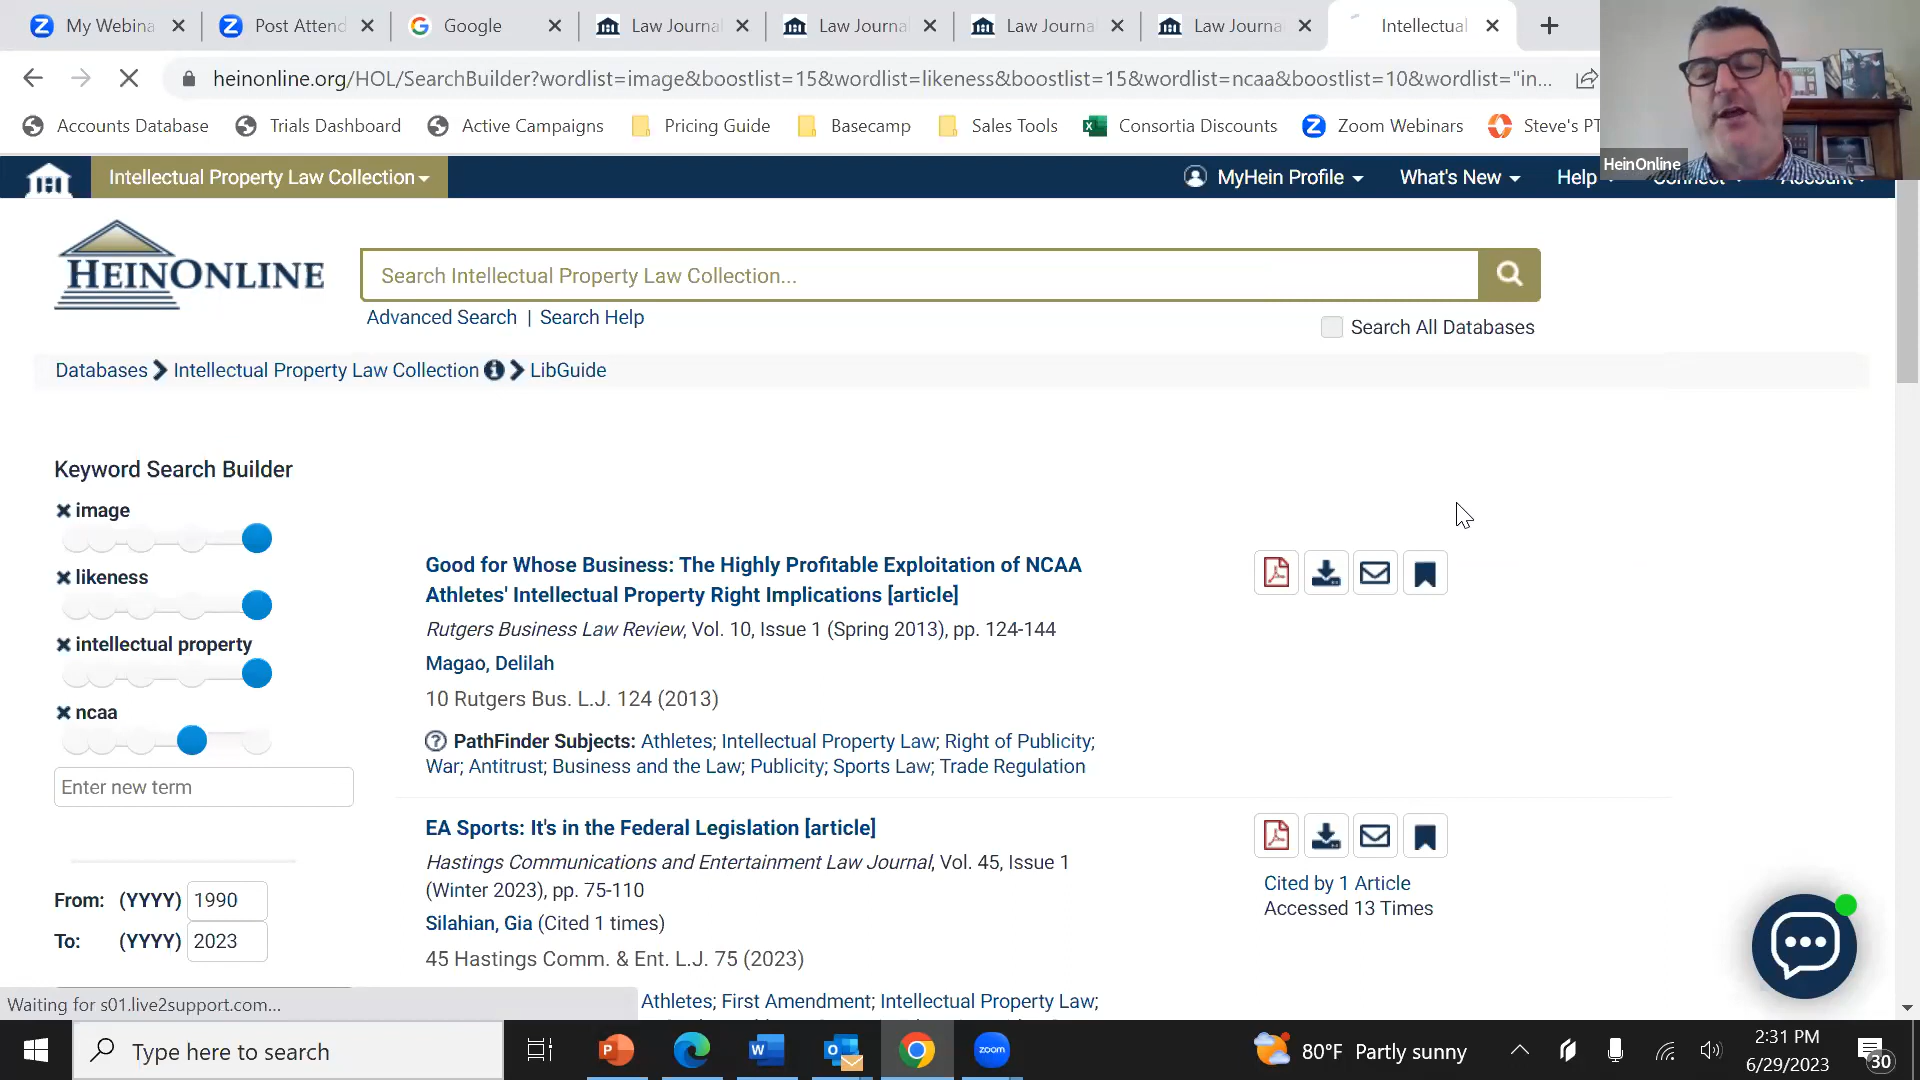 My Webina
Post Attend
Google
Law Journal
Law Journa
Law Journa
Law Journa
Intellectual
heinonline.org/HOL/SearchBuilder?wordlist=image&boostlist=15&wordlist=likeness&boostlist=15&wordlist=ncaa&boostlist=10&wordlist="in...
Accounts Database
Trials Dashboard
Active Campaigns
Pricing Guide
Basecamp
Sales Tools
Consortia Discounts
Zoom Webinars
Steve's PT
HeinOnline
Intellectual Property Law Collection
MyHein Profile
What's New
Help
Connect
Account
HEINONLINE
Search Intellectual Property Law Collection...
Advanced Search | Search Help
Search All Databases
Databases Intellectual Property Law Collection LibGuide
Keyword Search Builder
image
likeness
intellectual property
ncaa
Enter new term
From: (YYYY) 1990
To: (YYYY) 2023
Good for Whose Business: The Highly Profitable Exploitation of NCAA
Athletes' Intellectual Property Right Implications [article]
Rutgers Business Law Review, Vol. 10, Issue 1 (Spring 2013), pp. 124-144
Magao, Delilah
10 Rutgers Bus. L.J. 124 (2013)
PathFinder Subjects: Athletes; Intellectual Property Law; Right of Publicity;
War; Antitrust; Business and the Law; Publicity; Sports Law; Trade Regulation
EA Sports: It's in the Federal Legislation [article]
Hastings Communications and Entertainment Law Journal, Vol. 45, Issue 1
(Winter 2023), pp. 75-110
Silahian, Gia (Cited 1 times)
45 Hastings Comm. & Ent. L.J. 75 (2023)
Athletes; First Amendment; Intellectual Property Law;
Cited by 1 Article
Accessed 13 Times
Waiting for s01.live2support.com...
Type here to search
zoom
80°F Partly sunny
2:31 PM
6/29/2023
30